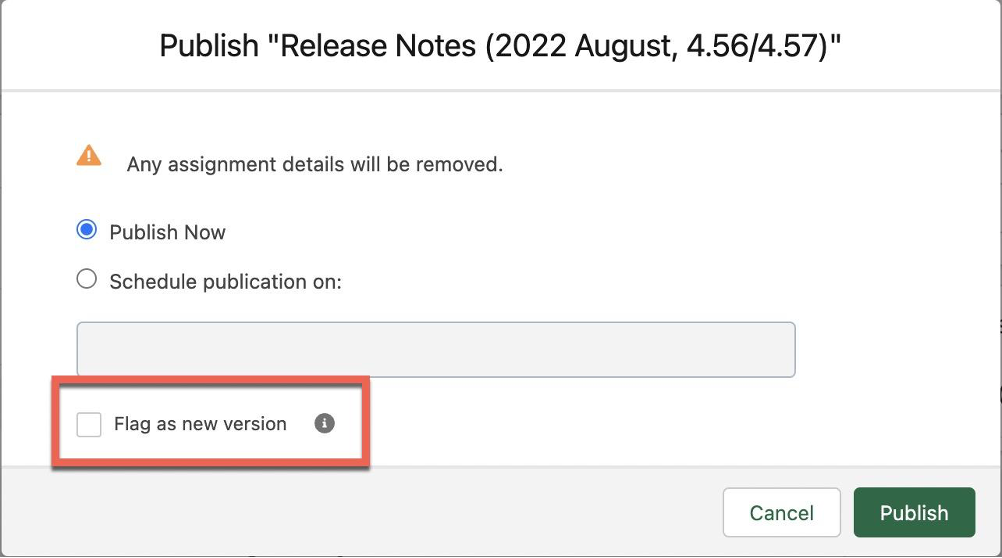 Publish "Release Notes (2022 August, 4.56/4.57)"
Any assignment details will be removed.
Publish Now
Schedule publication on:
Flag as new version
Cancel
Publish